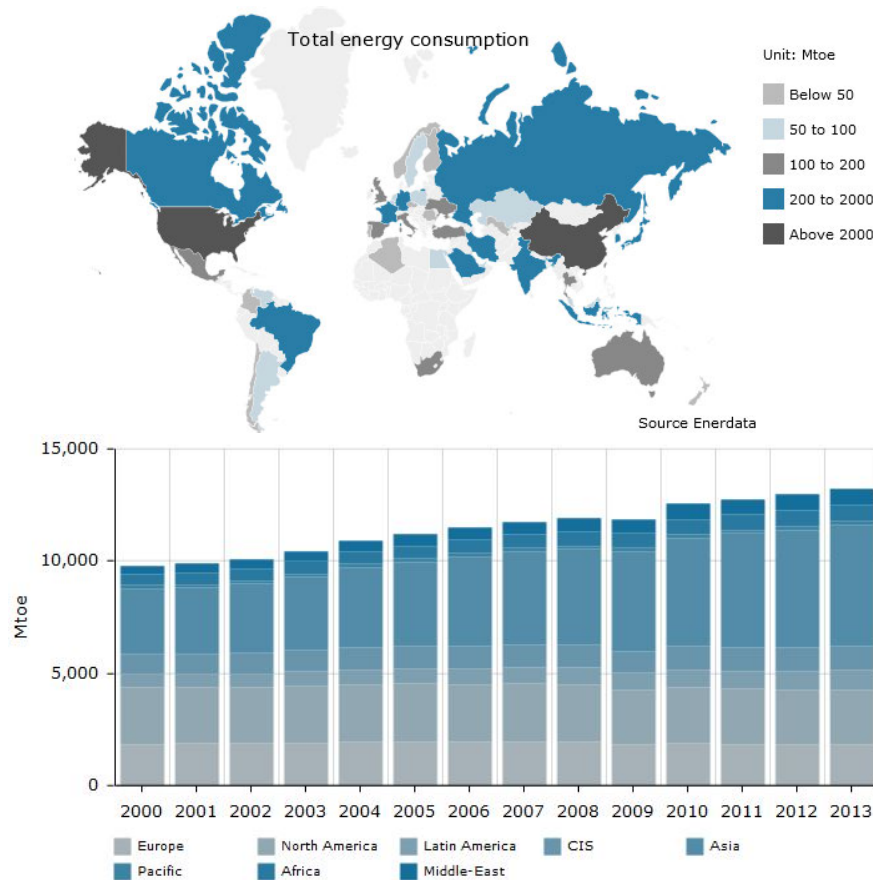 Total energy consumption
Unit: Mtoe
Below 50
50 to 100
100 to 200
200 to 2000
Above 2000
Source Enerdata
15,000
10,000
5,000
0
Mtoe
2000 2001 2002 2003 2004 2005 2006 2007 2008 2009 2010 2011 2012 2013
Europe North America Latin America CIS Asia
Pacific Africa Middle-East